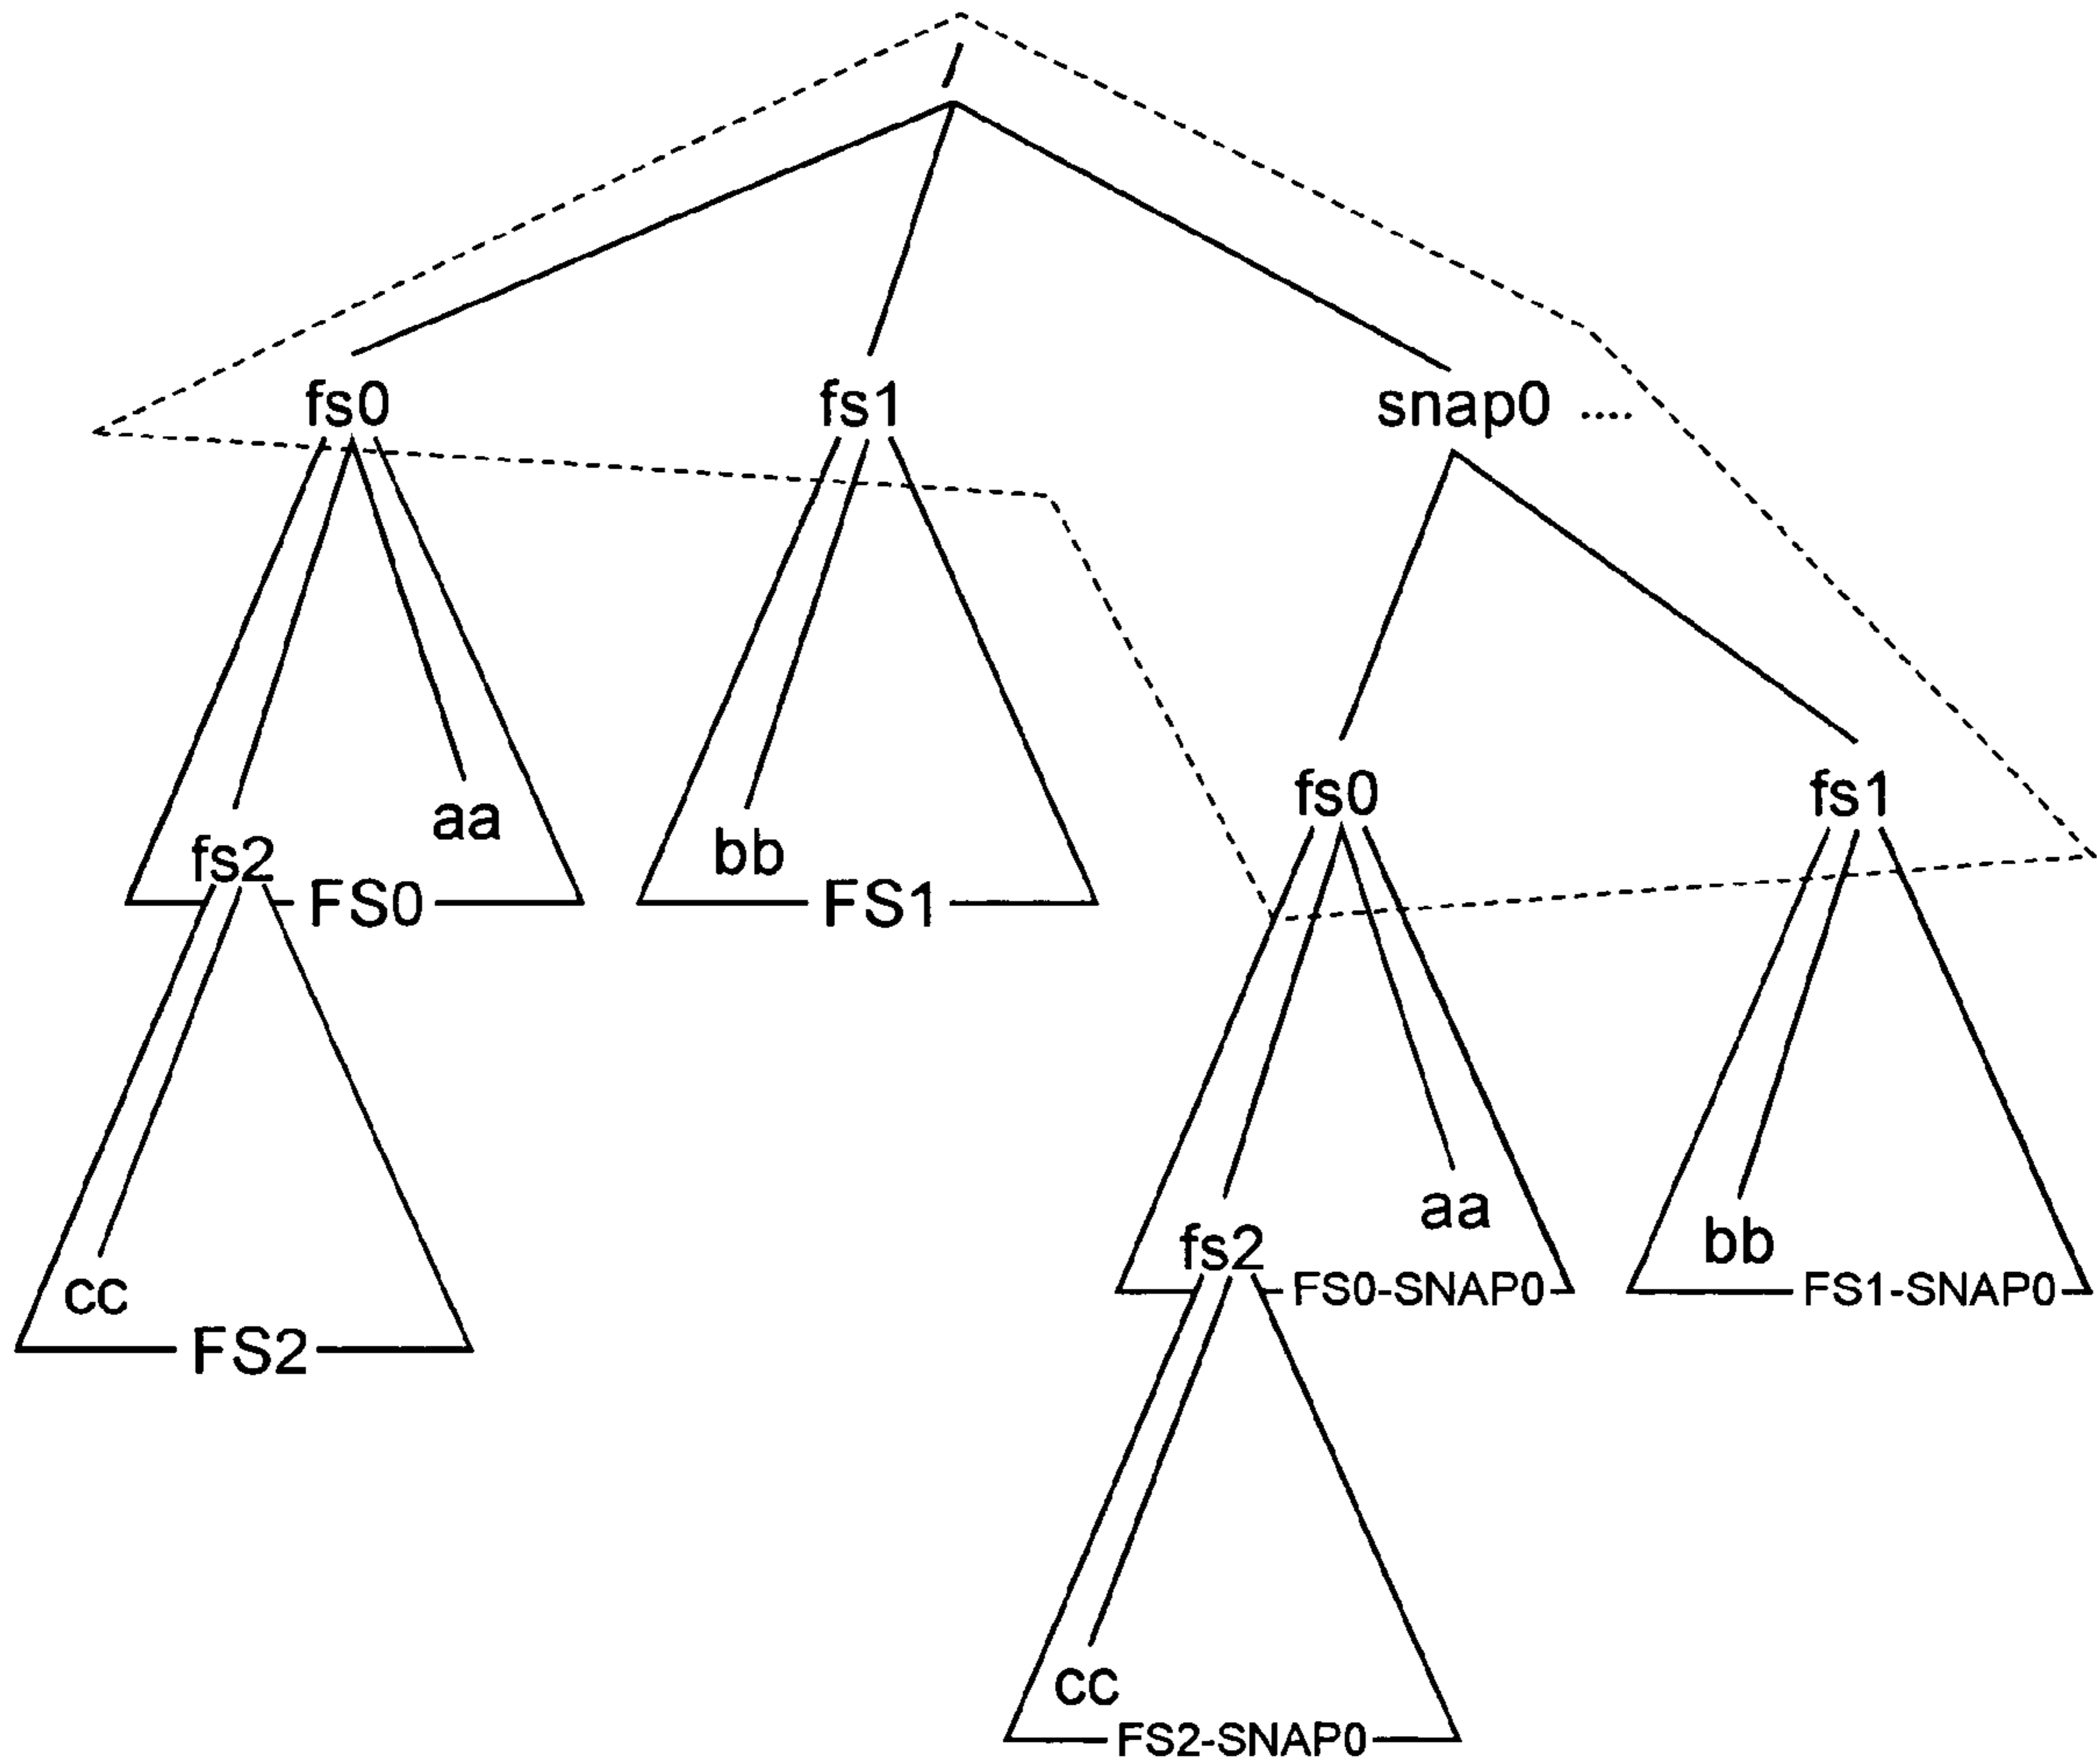 /
fs0 fs1 snap0 ....
fs0 fs1
aa
bb
fs2
FS0 FS1
aa
bb
fs2
cc
FS0-SNAP0 FS1-SNAP0
FS2
cc
FS2-SNAP0